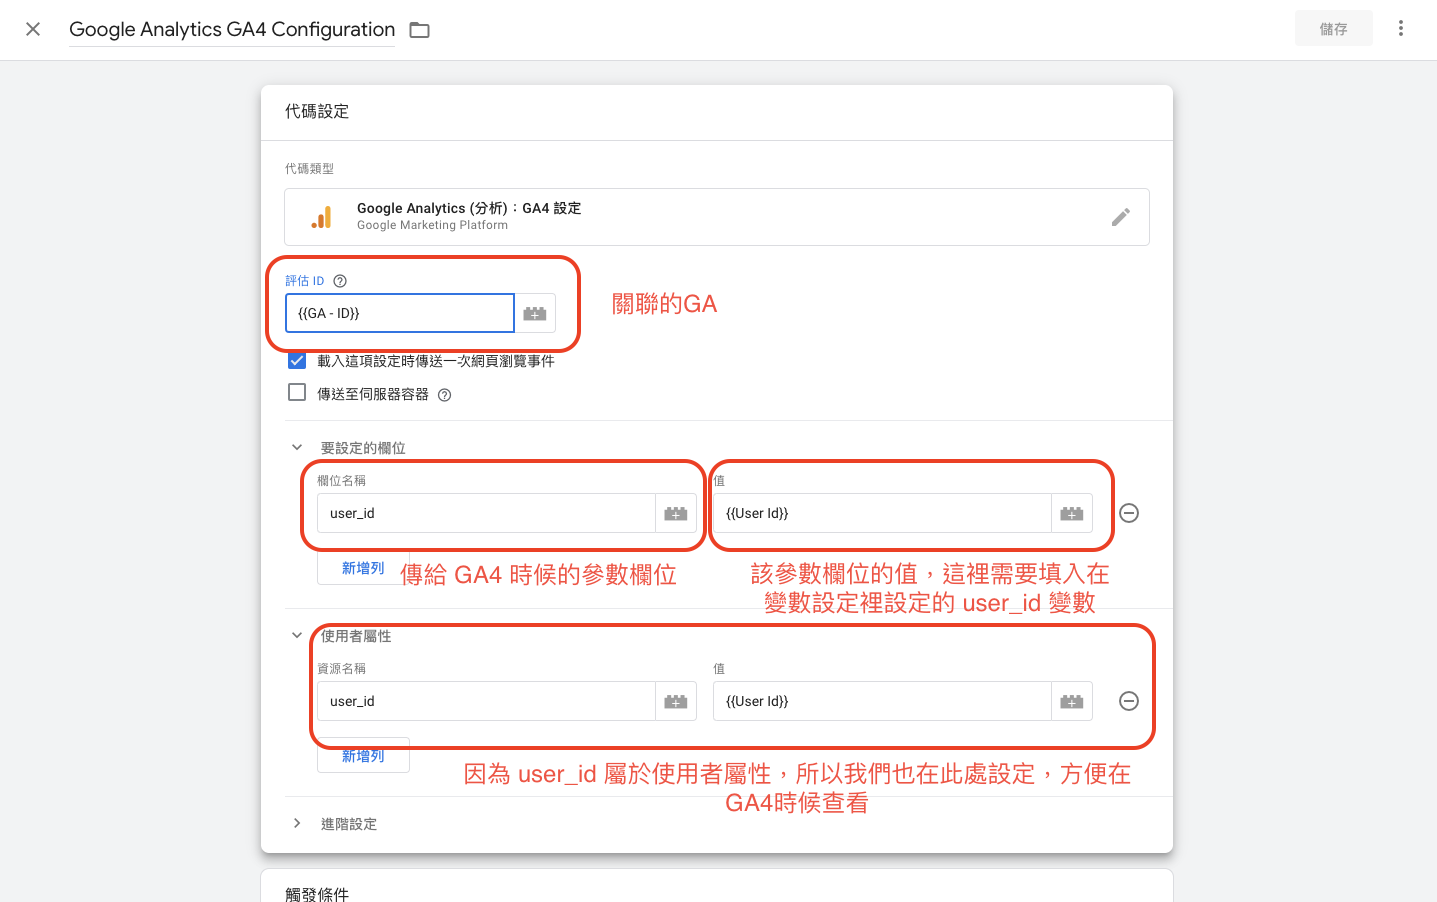 Google Analytics GA4 Configuration
儲存
代碼設定
代碼類型
Google Analytics (分析)：GA4 設定
Google Marketing Platform
評估 ID
{{GA - ID}}
關聯的GA
載入這項設定時傳送一次網頁瀏覽事件
傳送至伺服器容器
要設定的欄位
欄位名稱
值
user_id
{{User Id}}
新增列
傳給 GA4 時候的參數欄位
該參數欄位的值，這裡需要填入在
變數設定裡設定的 user_id 變數
使用者屬性
資源名稱
值
user_id
{{User Id}}
新增列
因為 user_id 屬於使用者屬性，所以我們也在此處設定，方便在
GA4時候查看
進階設定
觸發條件